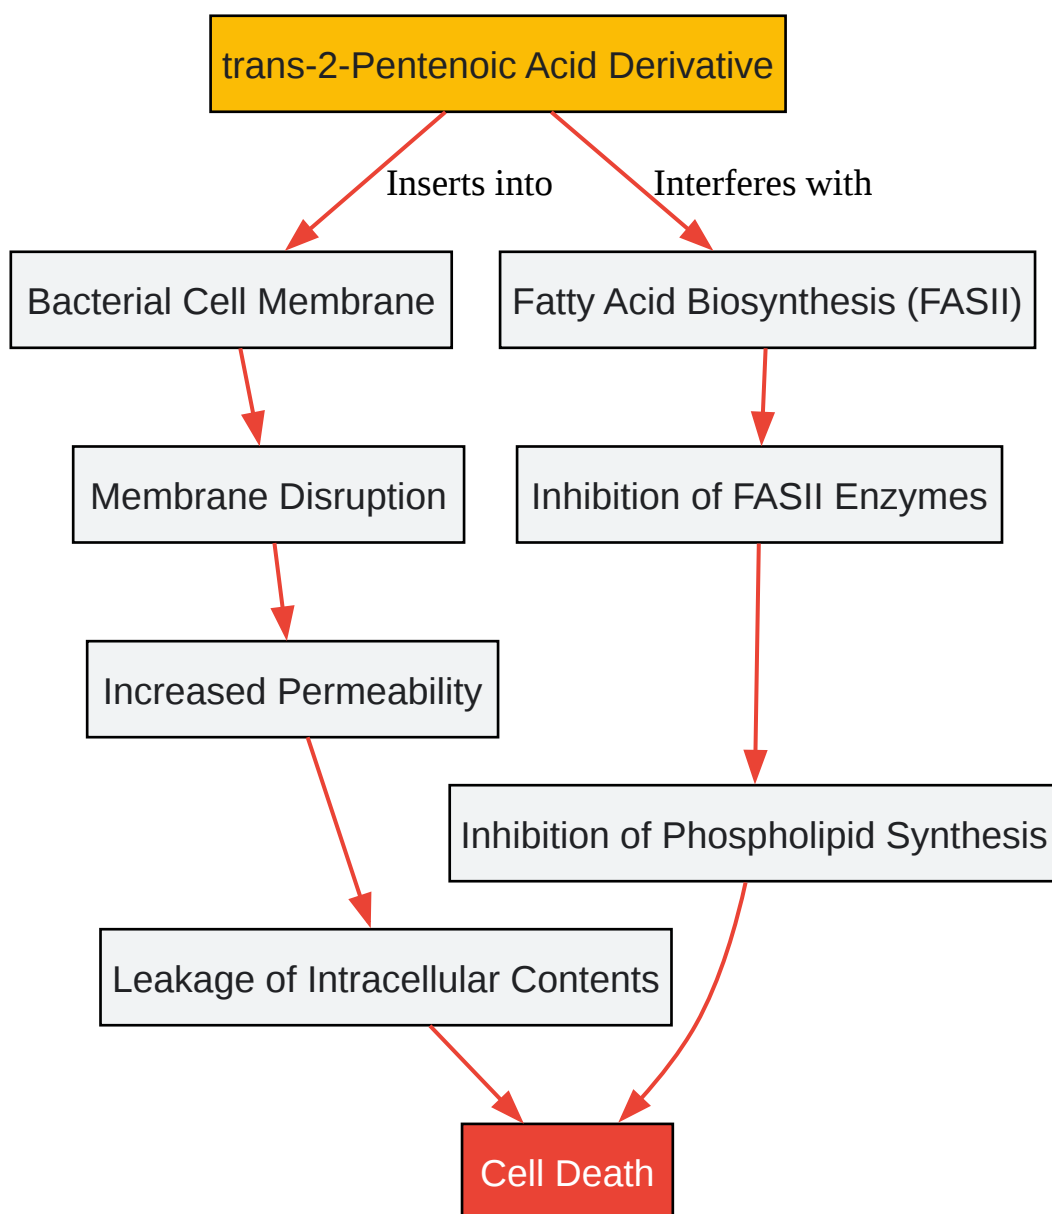 trans-2-Pentenoic Acid Derivative
Inserts into
Interferes with
Bacterial Cell Membrane
Fatty Acid Biosynthesis (FASII)
Membrane Disruption
Inhibition of FASII Enzymes
Increased Permeability
Inhibition of Phospholipid Synthesis
Leakage of Intracellular Contents
Cell Death